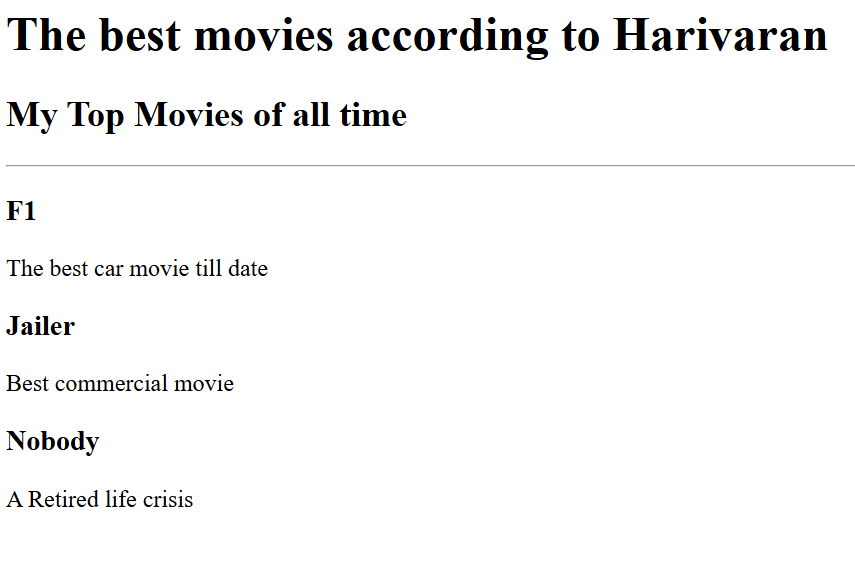 The best movies according to Harivaran
My Top Movies of all time
F1
The best car movie till date
Jailer
Best commercial movie
Nobody
A Retired life crisis